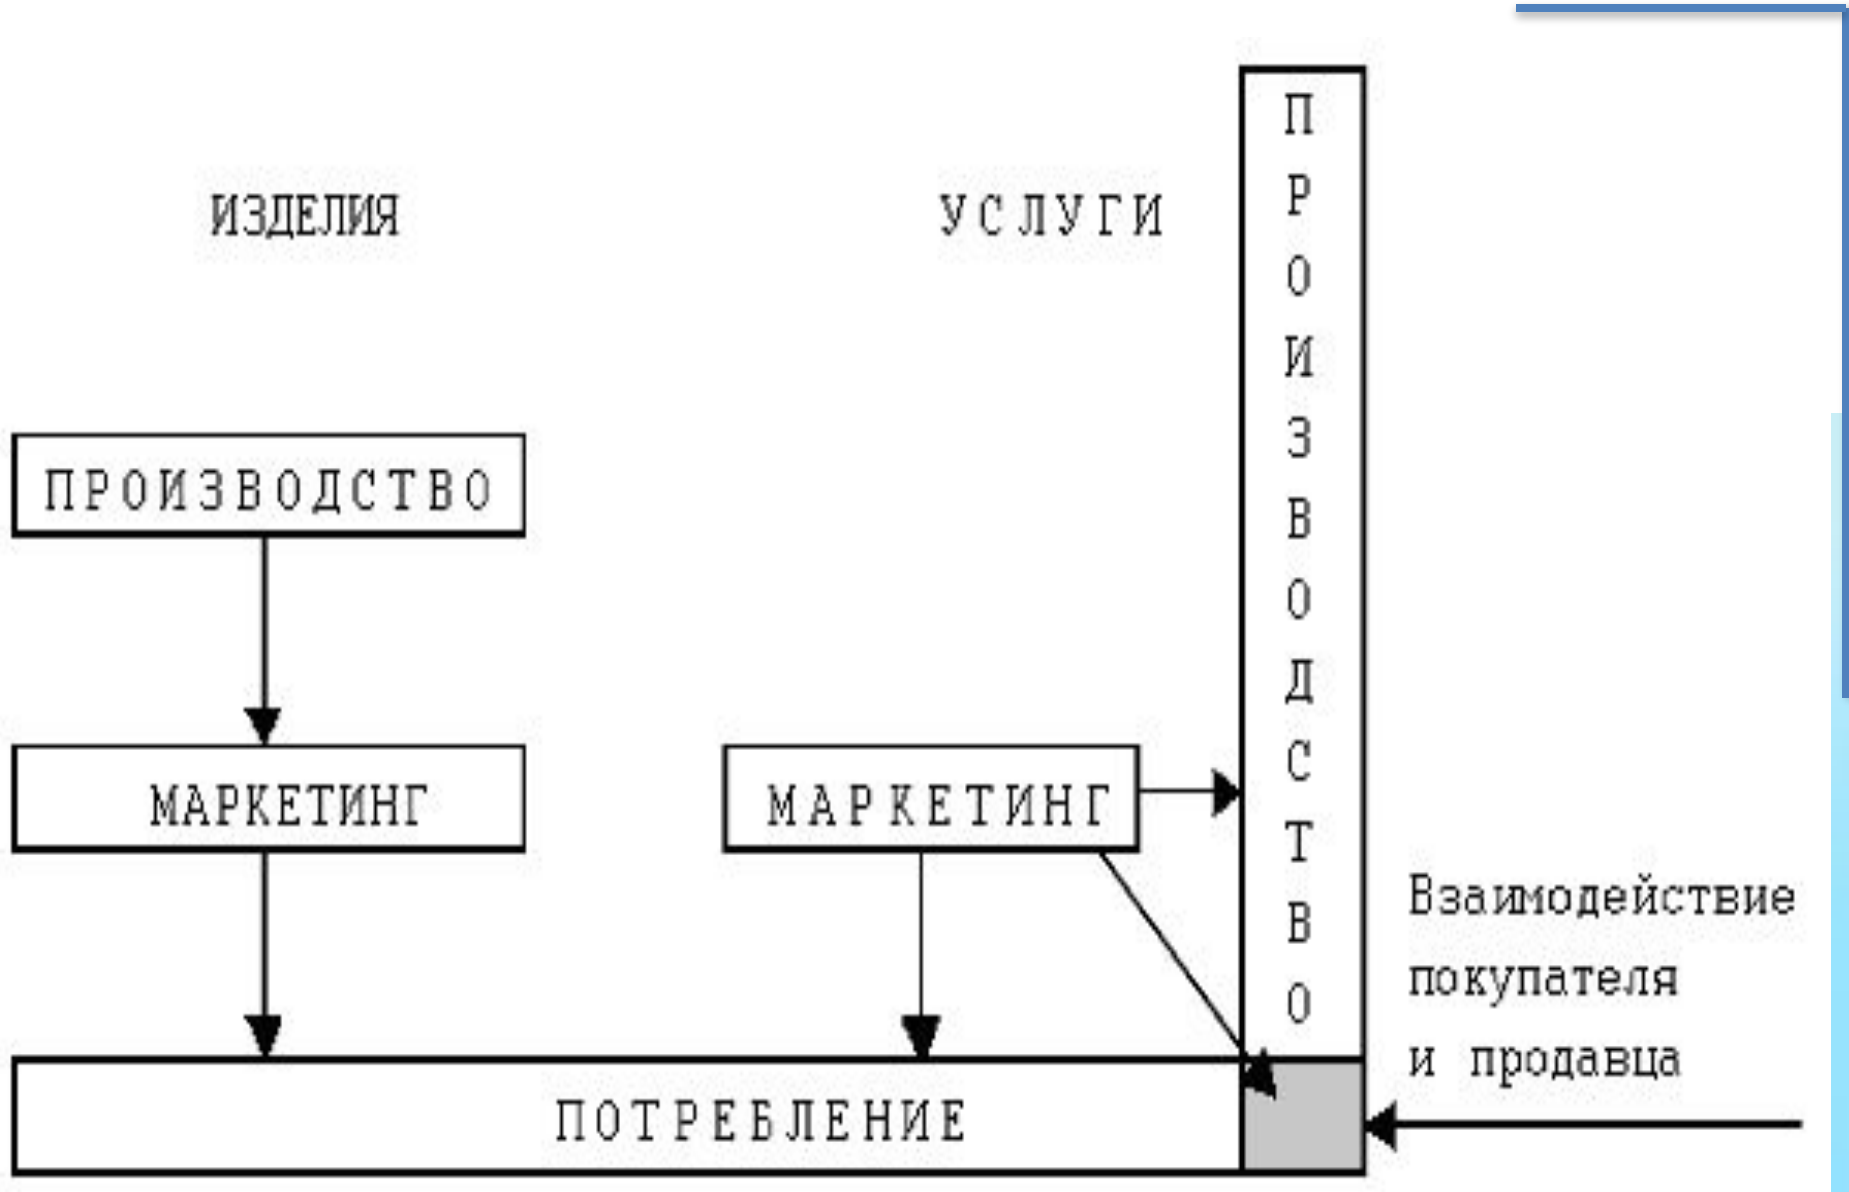 ИЗДЕЛИЯ
УСЛУГИ
ПРОИЗВОДСТВО
ПРОИЗВОДСТВО
МАРКЕТИНГ
МАРКЕТИНГ
Взаимодействие
покупателя
и продавца
ПОТРЕБЛЕНИЕ